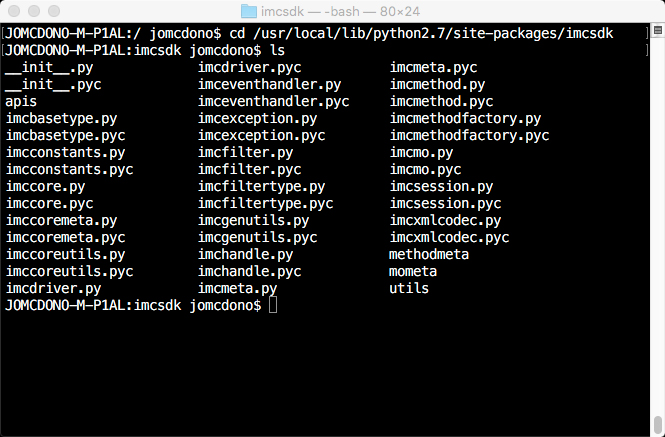 imcsdk — -bash — 80×24
[JOMCDONO-M-P1AL:/ jomcdono$ cd /usr/local/lib/python2.7/site-packages/imcsdk ]
[JOMCDONO-M-P1AL:imcsdk jomcdono$ ls ]
__init__.py imcdriver.pyc imcmeta.pyc
__init__.pyc imceventhandler.py imcmethod.py
apis imceventhandler.pyc imcmethod.pyc
imcbasetype.py imcexception.py imcmethodfactory.py
imcbasetype.pyc imcexception.pyc imcmethodfactory.pyc
imcconstants.py imcfilter.py imcmo.py
imcconstants.pyc imcfilter.pyc imcmo.pyc
imccore.py imcfiltertype.py imcsession.py
imccore.pyc imcfiltertype.pyc imcsession.pyc
imccoremeta.py imcgenutils.py imcxmlcodec.py
imccoremeta.pyc imcgenutils.pyc imcxmlcodec.pyc
imccoreutils.py imchandle.py methodmeta
imccoreutils.pyc imchandle.pyc mometa
imcdriver.py imcmeta.py utils
JOMCDONO-M-P1AL:imcsdk jomcdono$